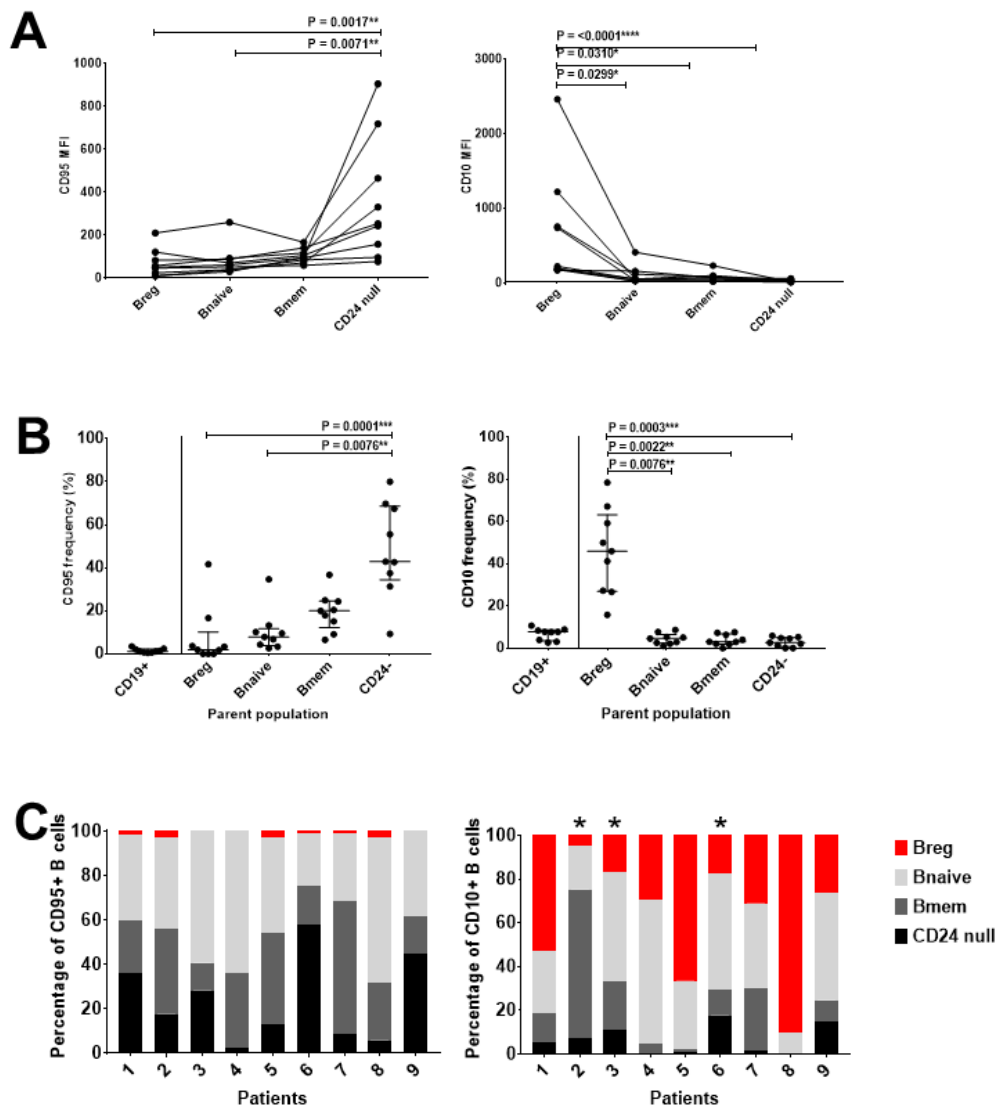 A
P = 0.0017**
P = 0.0071**
1000
800
600
400
200
0
CD95 MFI
Breg
Bnaive
Bmem
CD24 null
P = <0.0001****
P = 0.0310*
P = 0.0299*
3000
2000
1000
0
CD10 MFI
Breg
Bnaive
Bmem
CD24 null
B
P = 0.0001***
P = 0.0076**
100
80
60
40
20
0
CD95 frequency (%)
CD19+
Breg
Bnaive
Bmem
CD24-
Parent population
P = 0.0003***
P = 0.0022**
P = 0.0076**
100
80
60
40
20
0
CD10 frequency (%)
CD19+
Breg
Bnaive
Bmem
CD24-
Parent population
C
100
80
60
40
20
0
Percentage of CD95+ B cells
1 2 3 4 5 6 7 8 9
Patients
* * *
100
80
60
40
20
0
Percentage of CD10+ B cells
1 2 3 4 5 6 7 8 9
Patients
Breg
Bnaive
Bmem
CD24 null